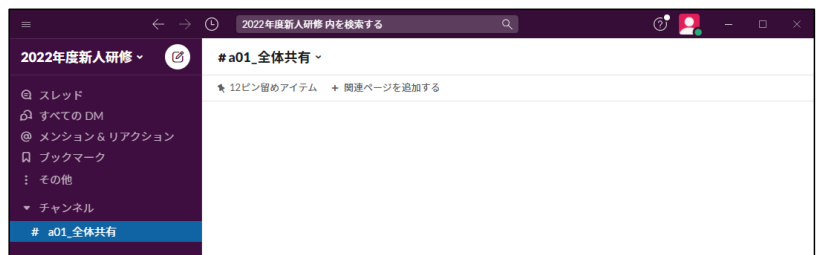 2022年度新人研修 内を検索する
2022年度新人研修
# a01_全体共有
12ピン留めアイテム + 関連ページを追加する
スレッド
すべての DM
@ メンション & リアクション
ブックマーク
その他
チャンネル
# a01_全体共有